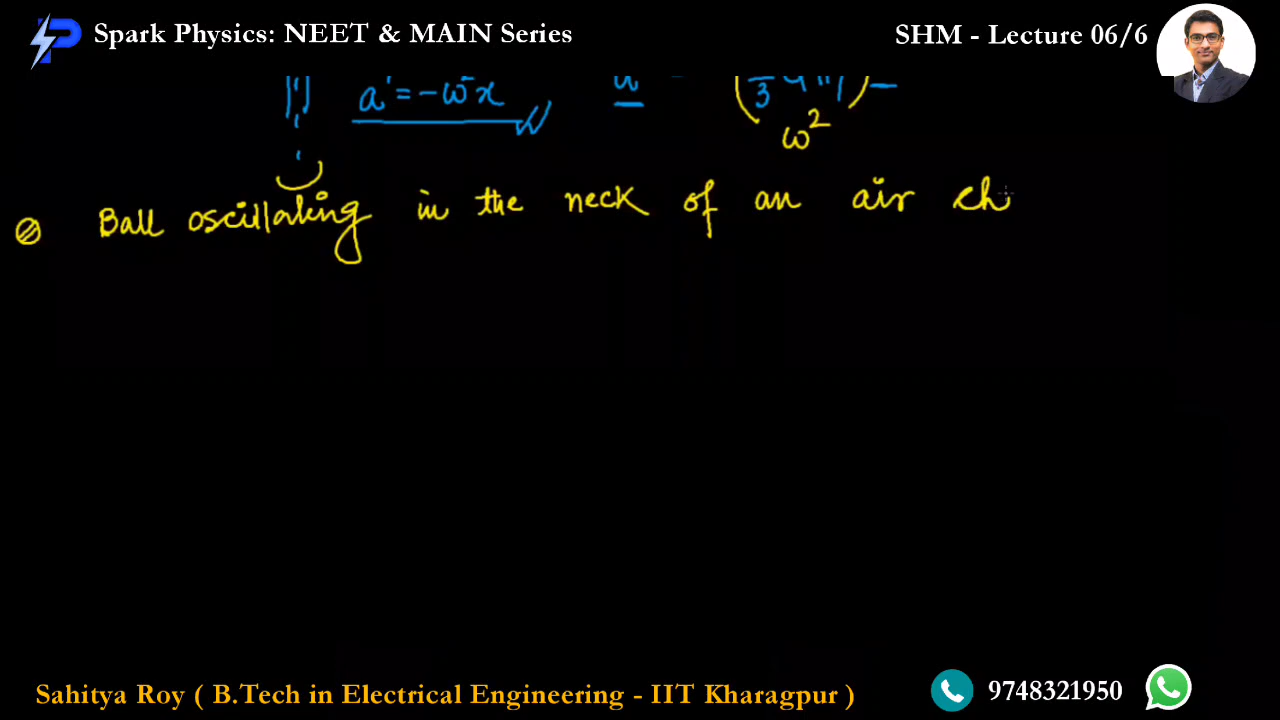 Spark Physics: NEET & MAIN Series
SHM - Lecture 06/6
a = -ω²x
ω²
Ball oscillating in the neck of an air ch
Sahitya Roy ( B.Tech in Electrical Engineering - IIT Kharagpur )
9748321950